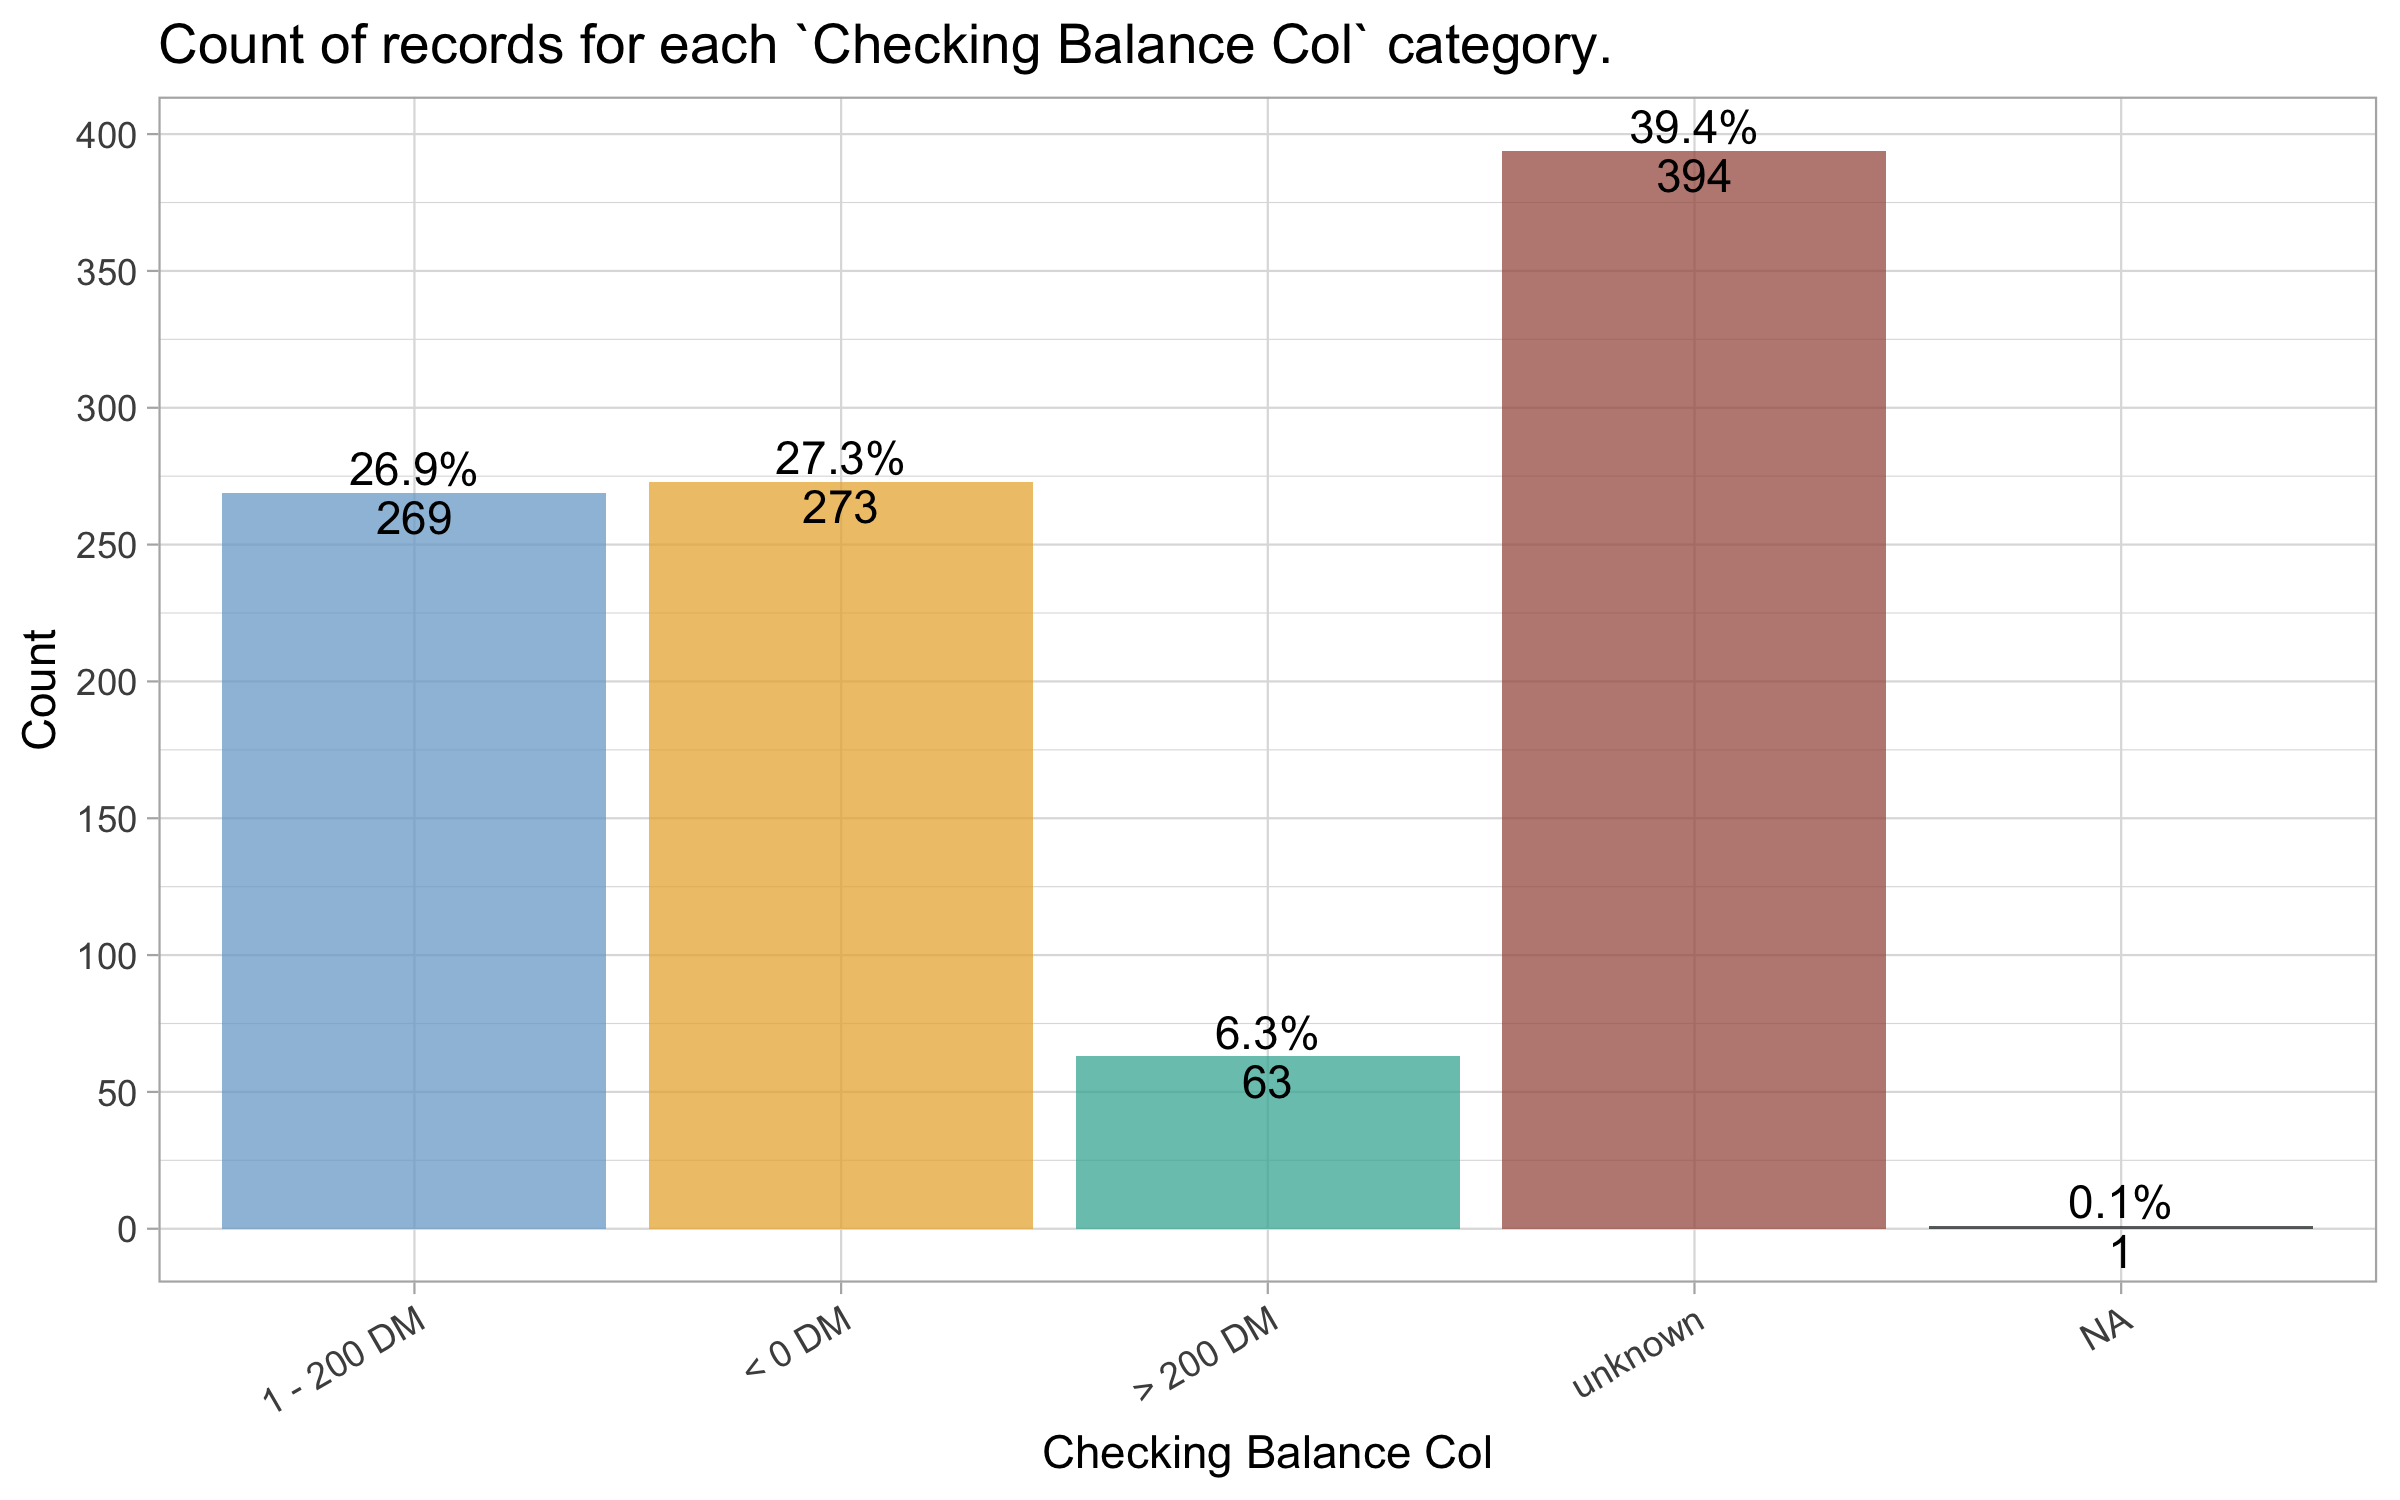 Count of records for each `Checking Balance Col` category.
Count
400
350
300
250
200
150
100
50
0
26.9%
269
27.3%
273
6.3%
63
39.4%
394
0.1%
1
1 - 200 DM
< 0 DM
> 200 DM
unknown
NA
Checking Balance Col